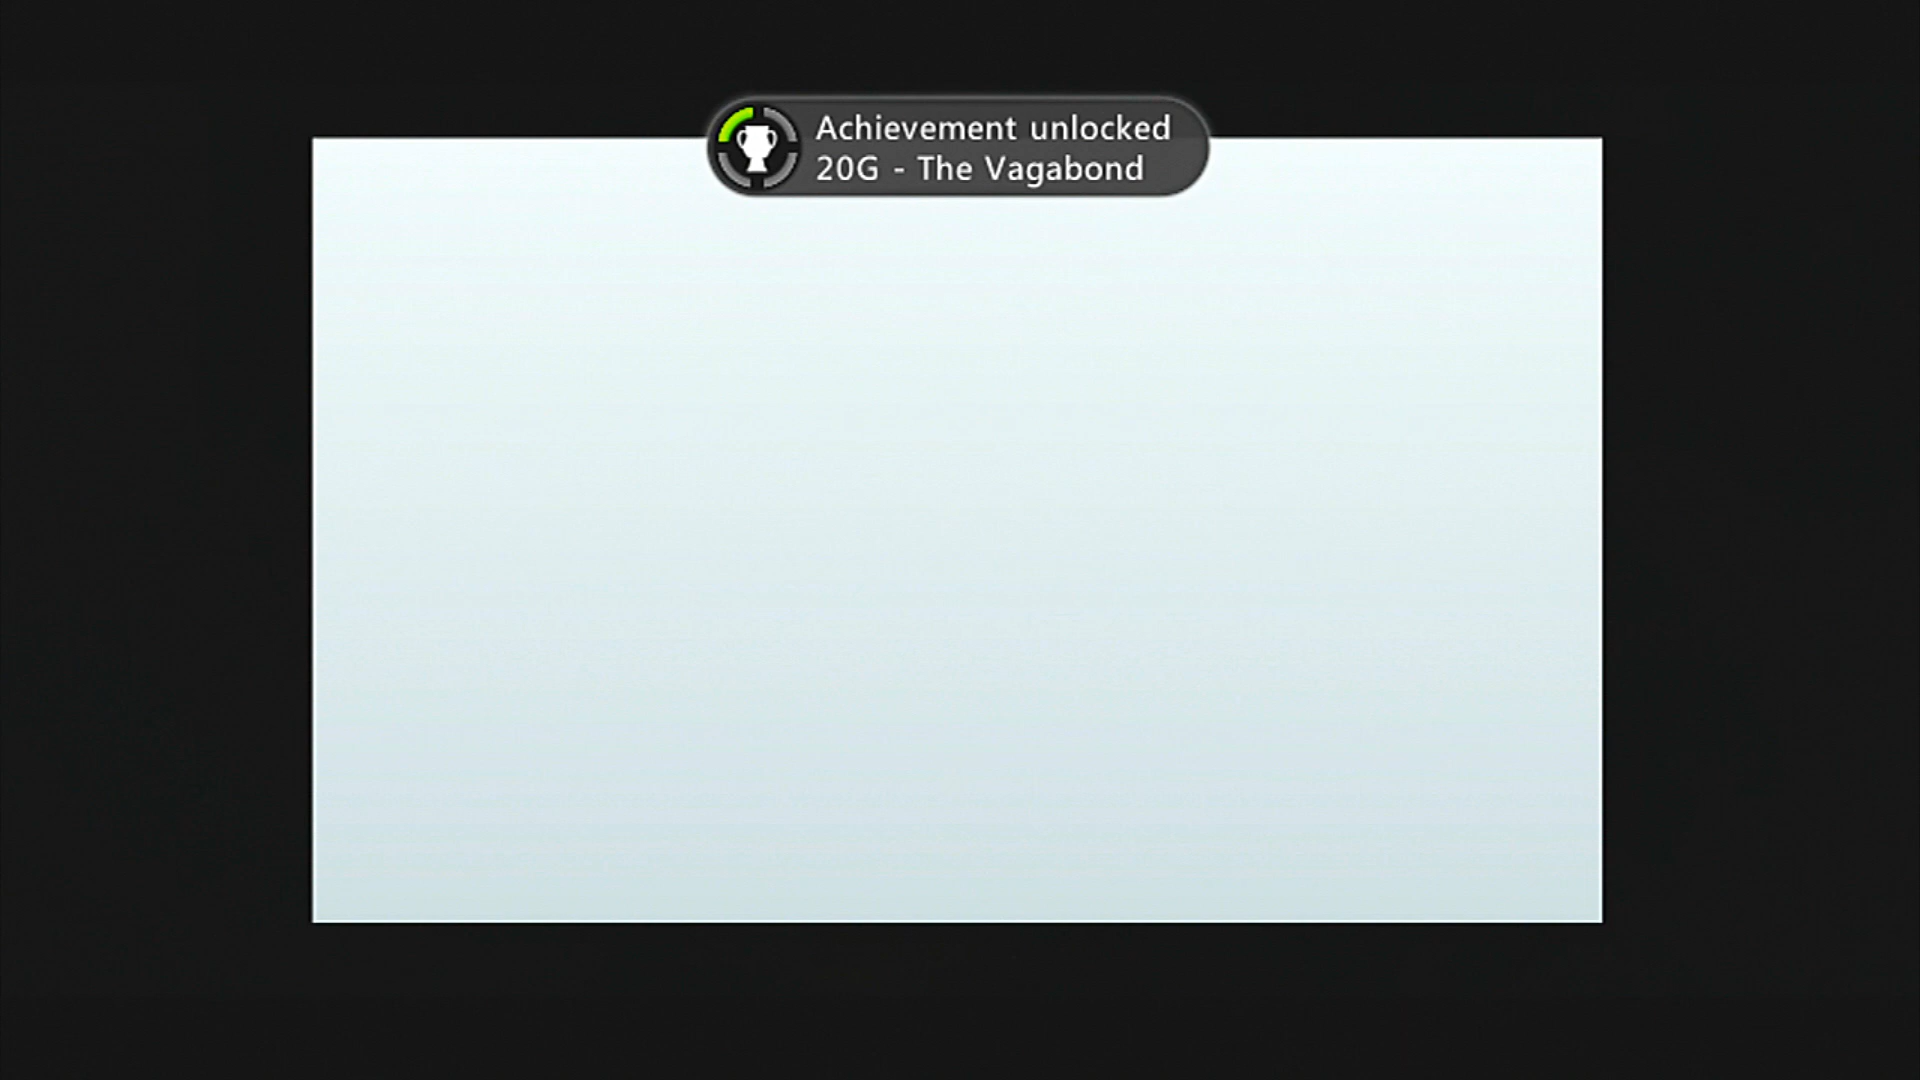 Achievement unlocked
20G - The Vagabond